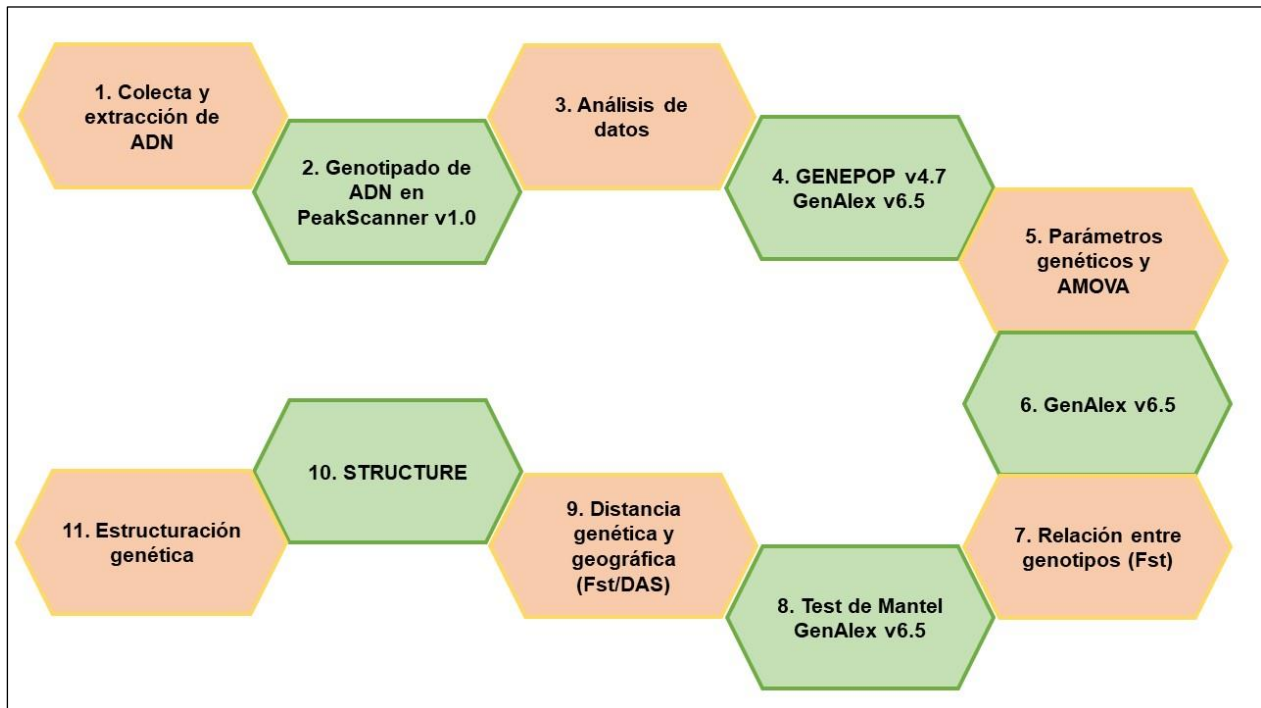 1. Colecta y
extracción de
ADN
2. Genotipado de
ADN en
PeakScanner v1.0
3. Análisis de
datos
4. GENEPOP v4.7
GenAlex v6.5
5. Parámetros
genéticos y
AMOVA
6. GenAlex v6.5
7. Relación entre
genotipos (Fst)
8. Test de Mantel
GenAlex v6.5
9. Distancia
genética y
geográfica
(Fst/DAS)
10. STRUCTURE
11. Estructuración
genética